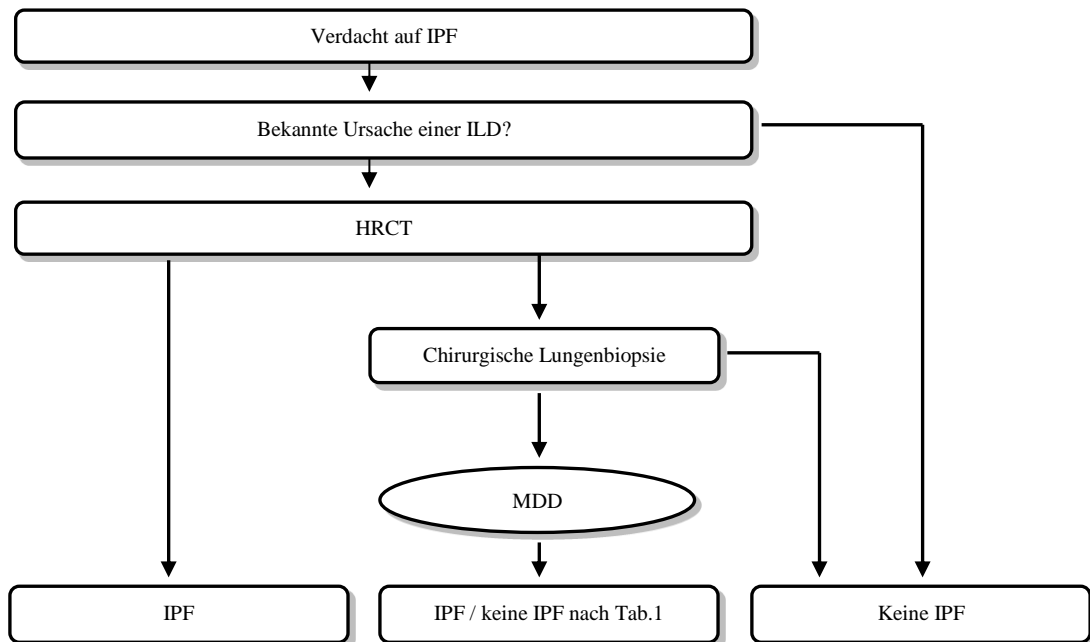 Verdacht auf IPF
Bekannte Ursache einer ILD?
HRCT
Chirurgische Lungenbiopsie
MDD
IPF
IPF / keine IPF nach Tab.1
Keine IPF